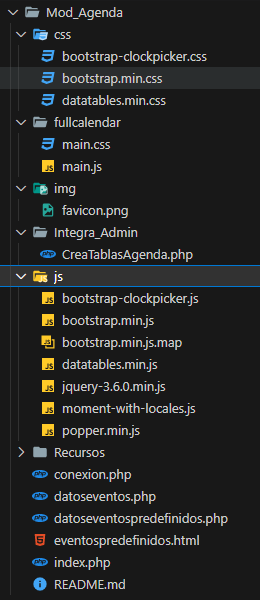 Mod_Agenda
css
bootstrap-clockpicker.css
bootstrap.min.css
datatables.min.css
fullcalendar
main.css
main.js
img
favicon.png
Integra_Admin
CreaTablasAgenda.php
js
bootstrap-clockpicker.js
bootstrap.min.js
bootstrap.min.js.map
datatables.min.js
jquery-3.6.0.min.js
moment-with-locales.js
popper.min.js
Recursos
conexion.php
datoseventos.php
datoseventospredefinidos.php
eventospredefinidos.html
index.php
README.md